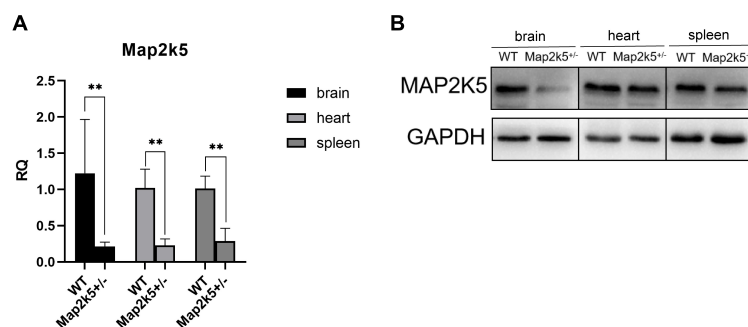 A
Map2k5
2.5
2.0
1.5
1.0
0.5
0.0
RQ
**
**
**
WT
Map2k5+/-
WT
Map2k5+/-
WT
Map2k5+/-
brain
heart
spleen
B
brain heart spleen
WT Map2k5+/- WT Map2k5+/- WT Map2k5+
MAP2K5
GAPDH